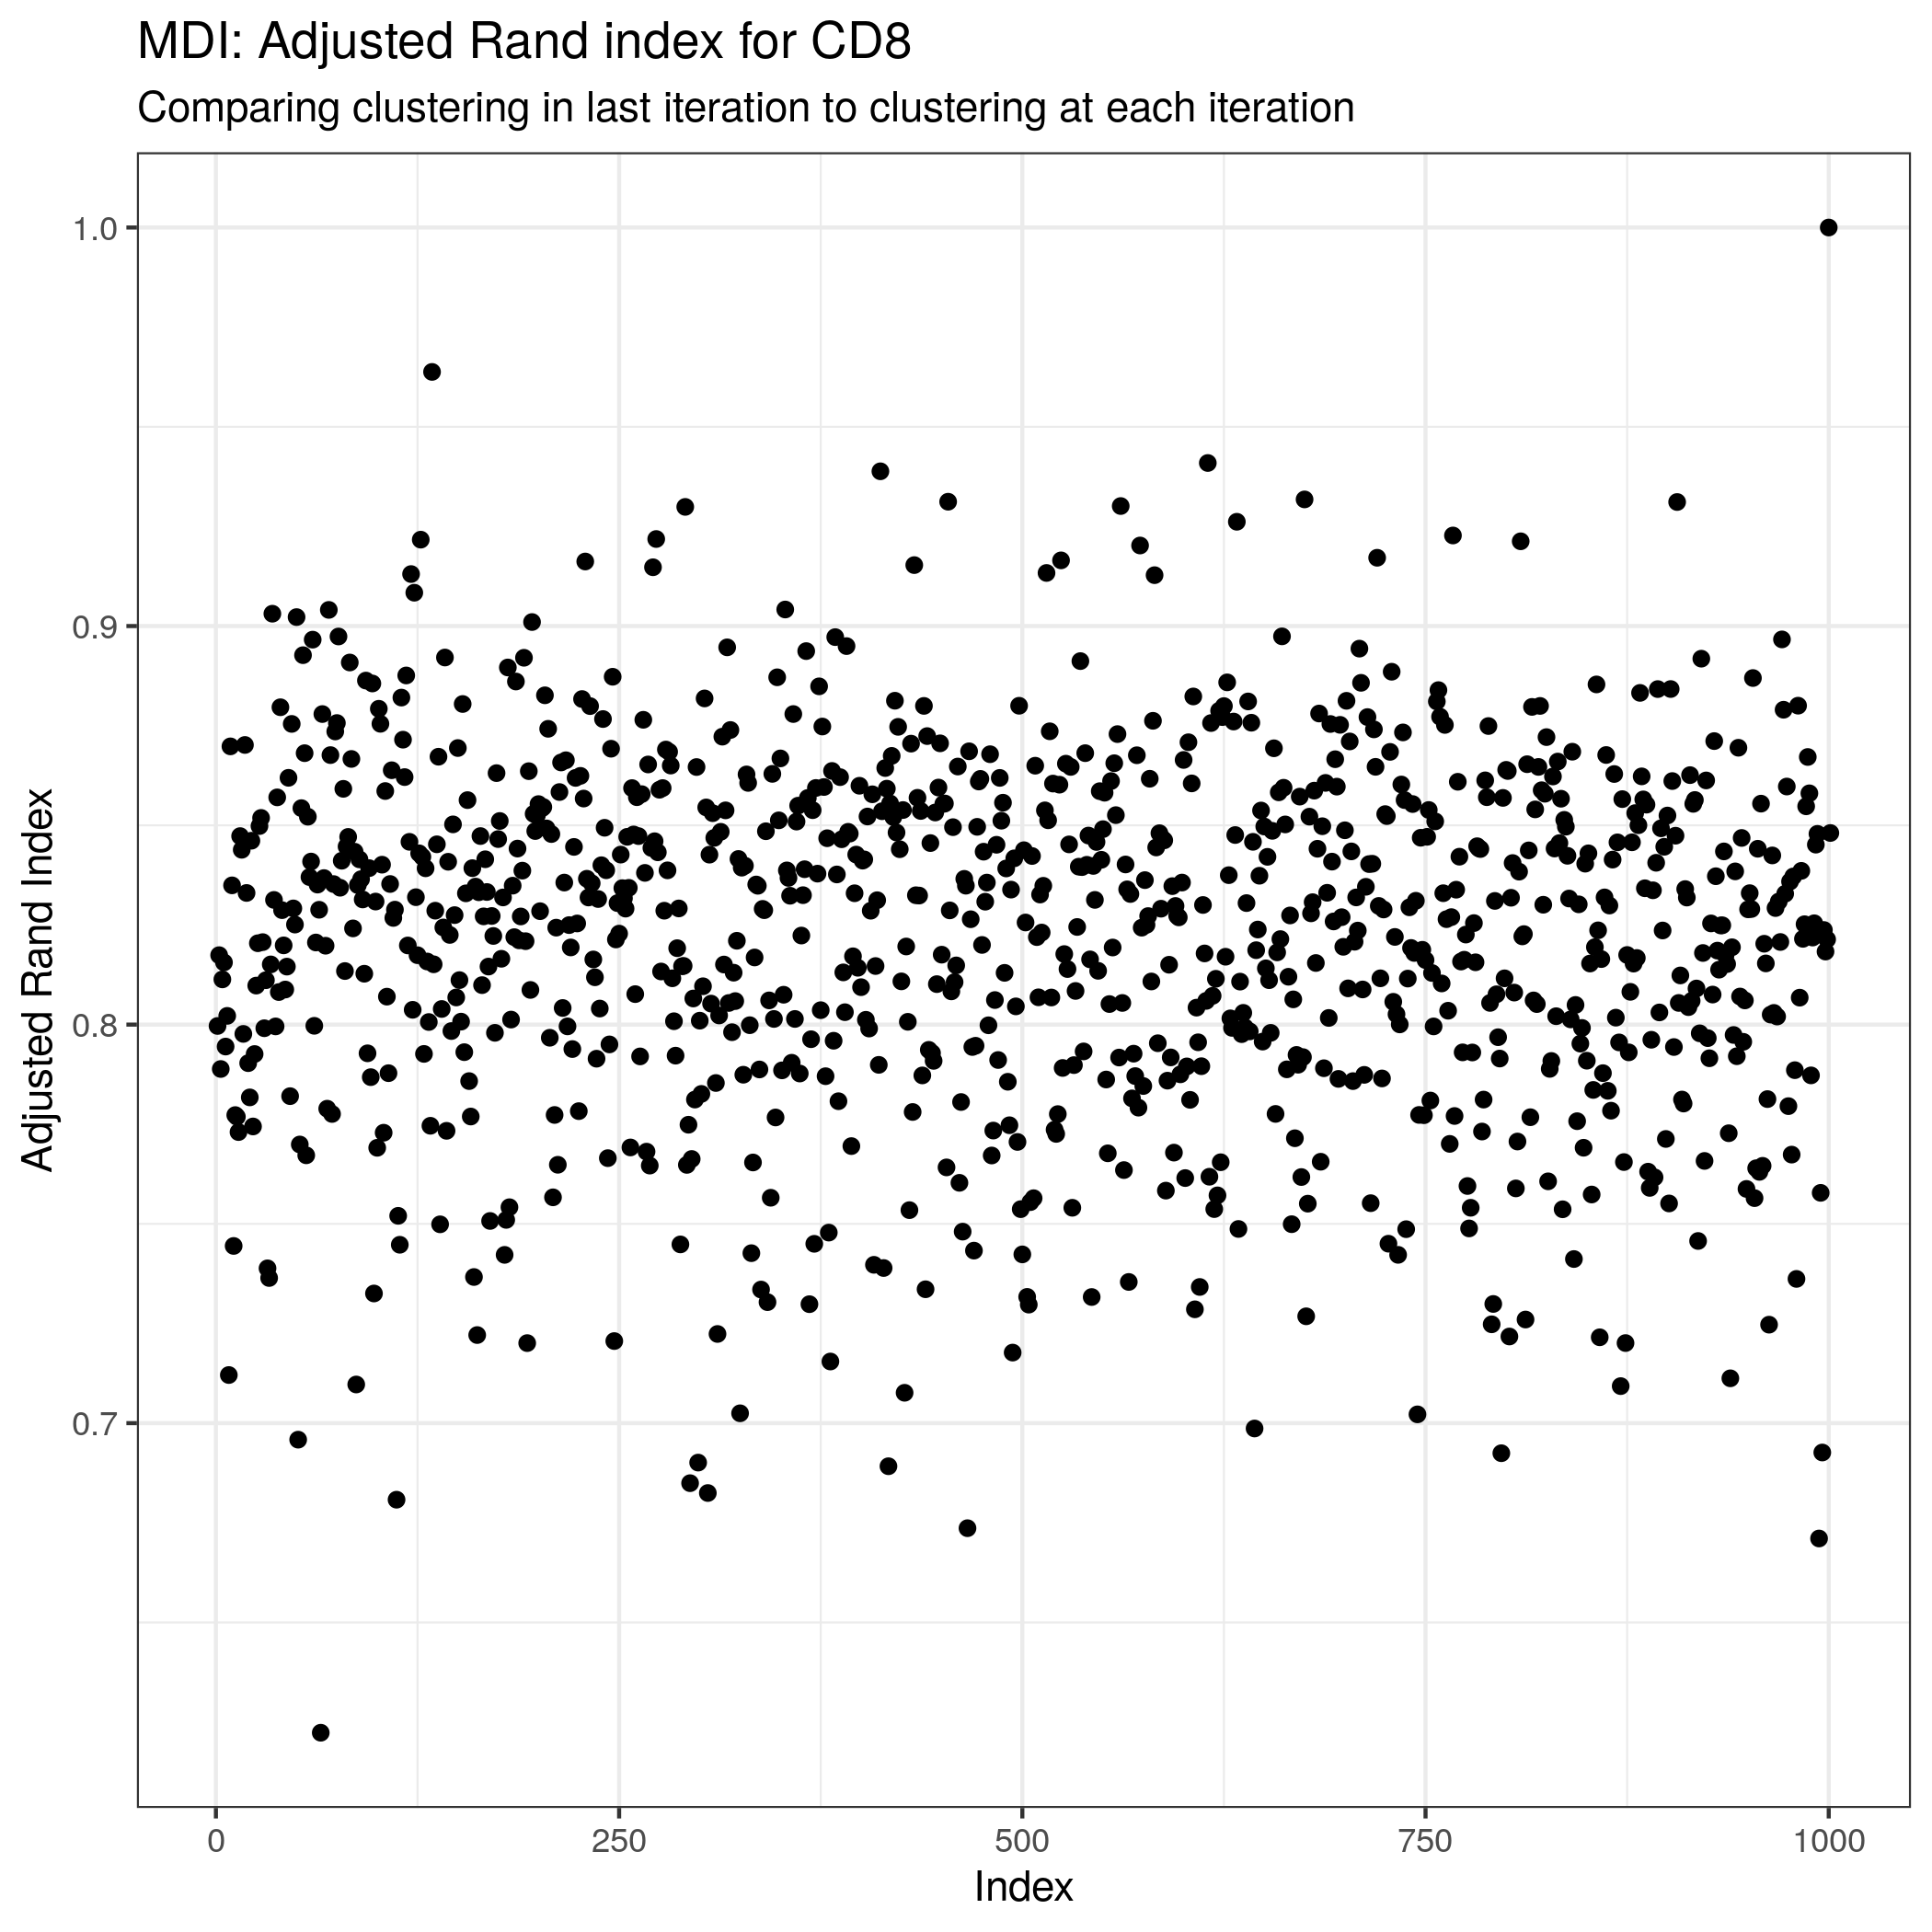 MDI: Adjusted Rand index for CD8
Comparing clustering in last iteration to clustering at each iteration
Adjusted Rand Index
1.0
0.9
0.8
0.7
0 250 500 750 1000
Index